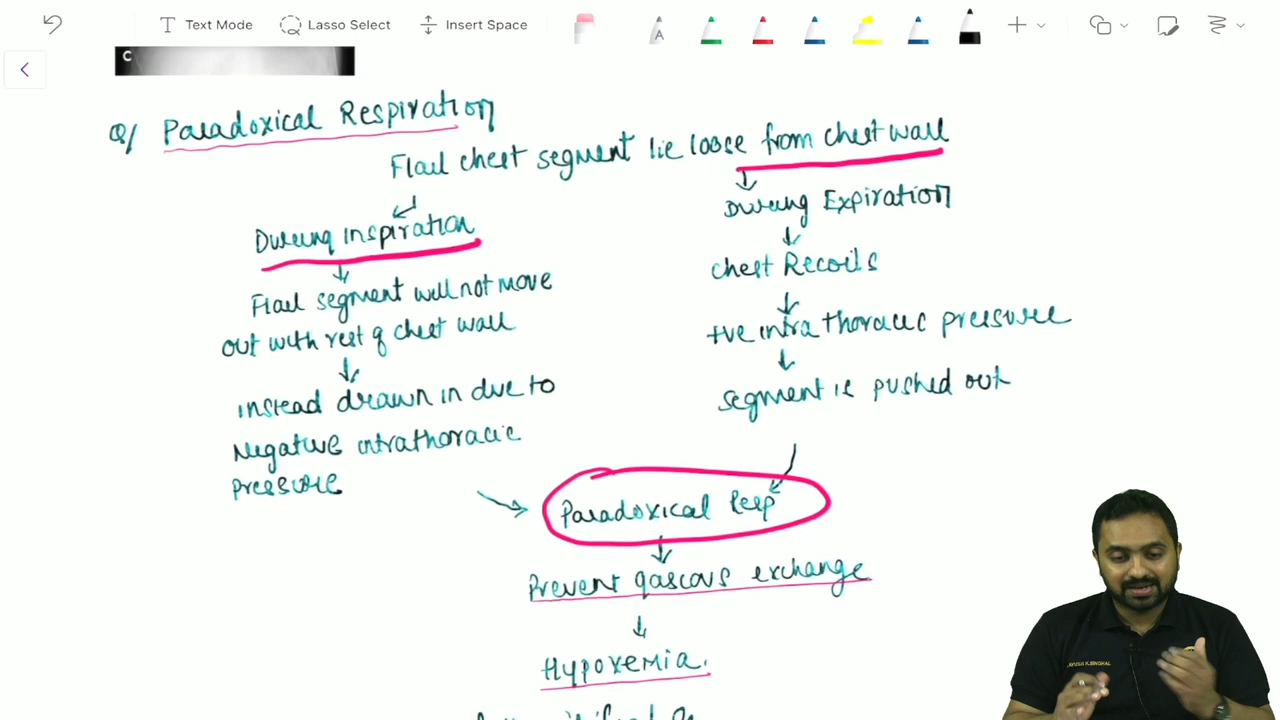 Text Mode
Lasso Select
Insert Space
A
C
Q/ Paradoxical Respiration
Flail chest segment lie loose from chest wall
During inspiration
Flail segment will not move
out with rest of chest wall
Instead drawn in due to
Negative intrathoracic
pressure
During Expiration
chest Recoils
+ve intrathoracic pressure
segment is pushed out
Paradoxical Resp
Prevent gaseous exchange
Hypoxemia.